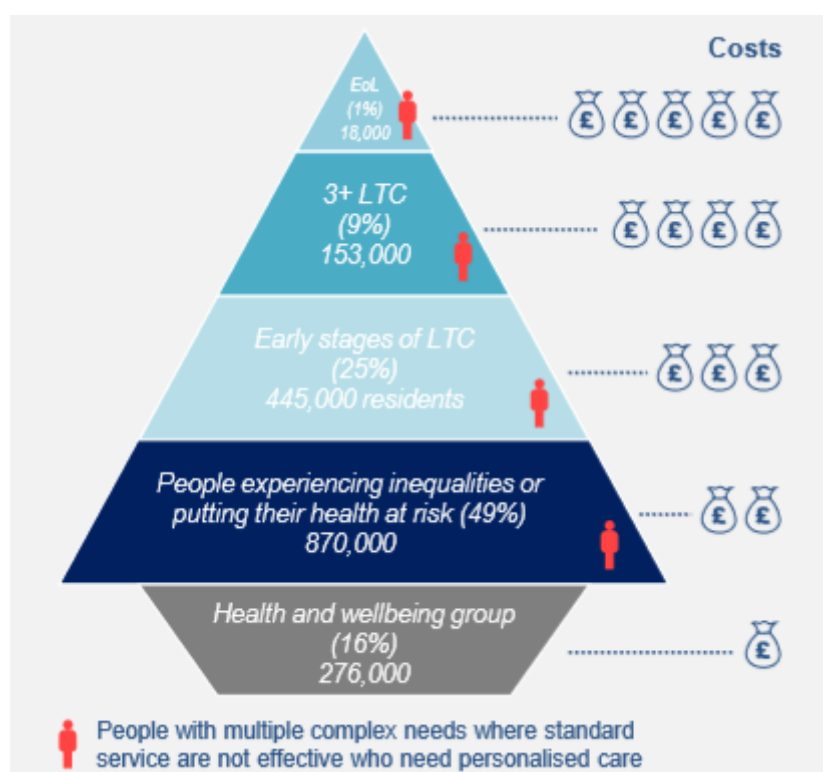 Costs
EoL
(1%)
18,000
£ £ £ £ £
3+ LTC
(9%)
153,000
£ £ £ £
Early stages of LTC
(25%)
445,000 residents
£ £ £
People experiencing inequalities or
putting their health at risk (49%)
870,000
£ £
Health and wellbeing group
(16%)
276,000
£
People with multiple complex needs where standard
service are not effective who need personalised care